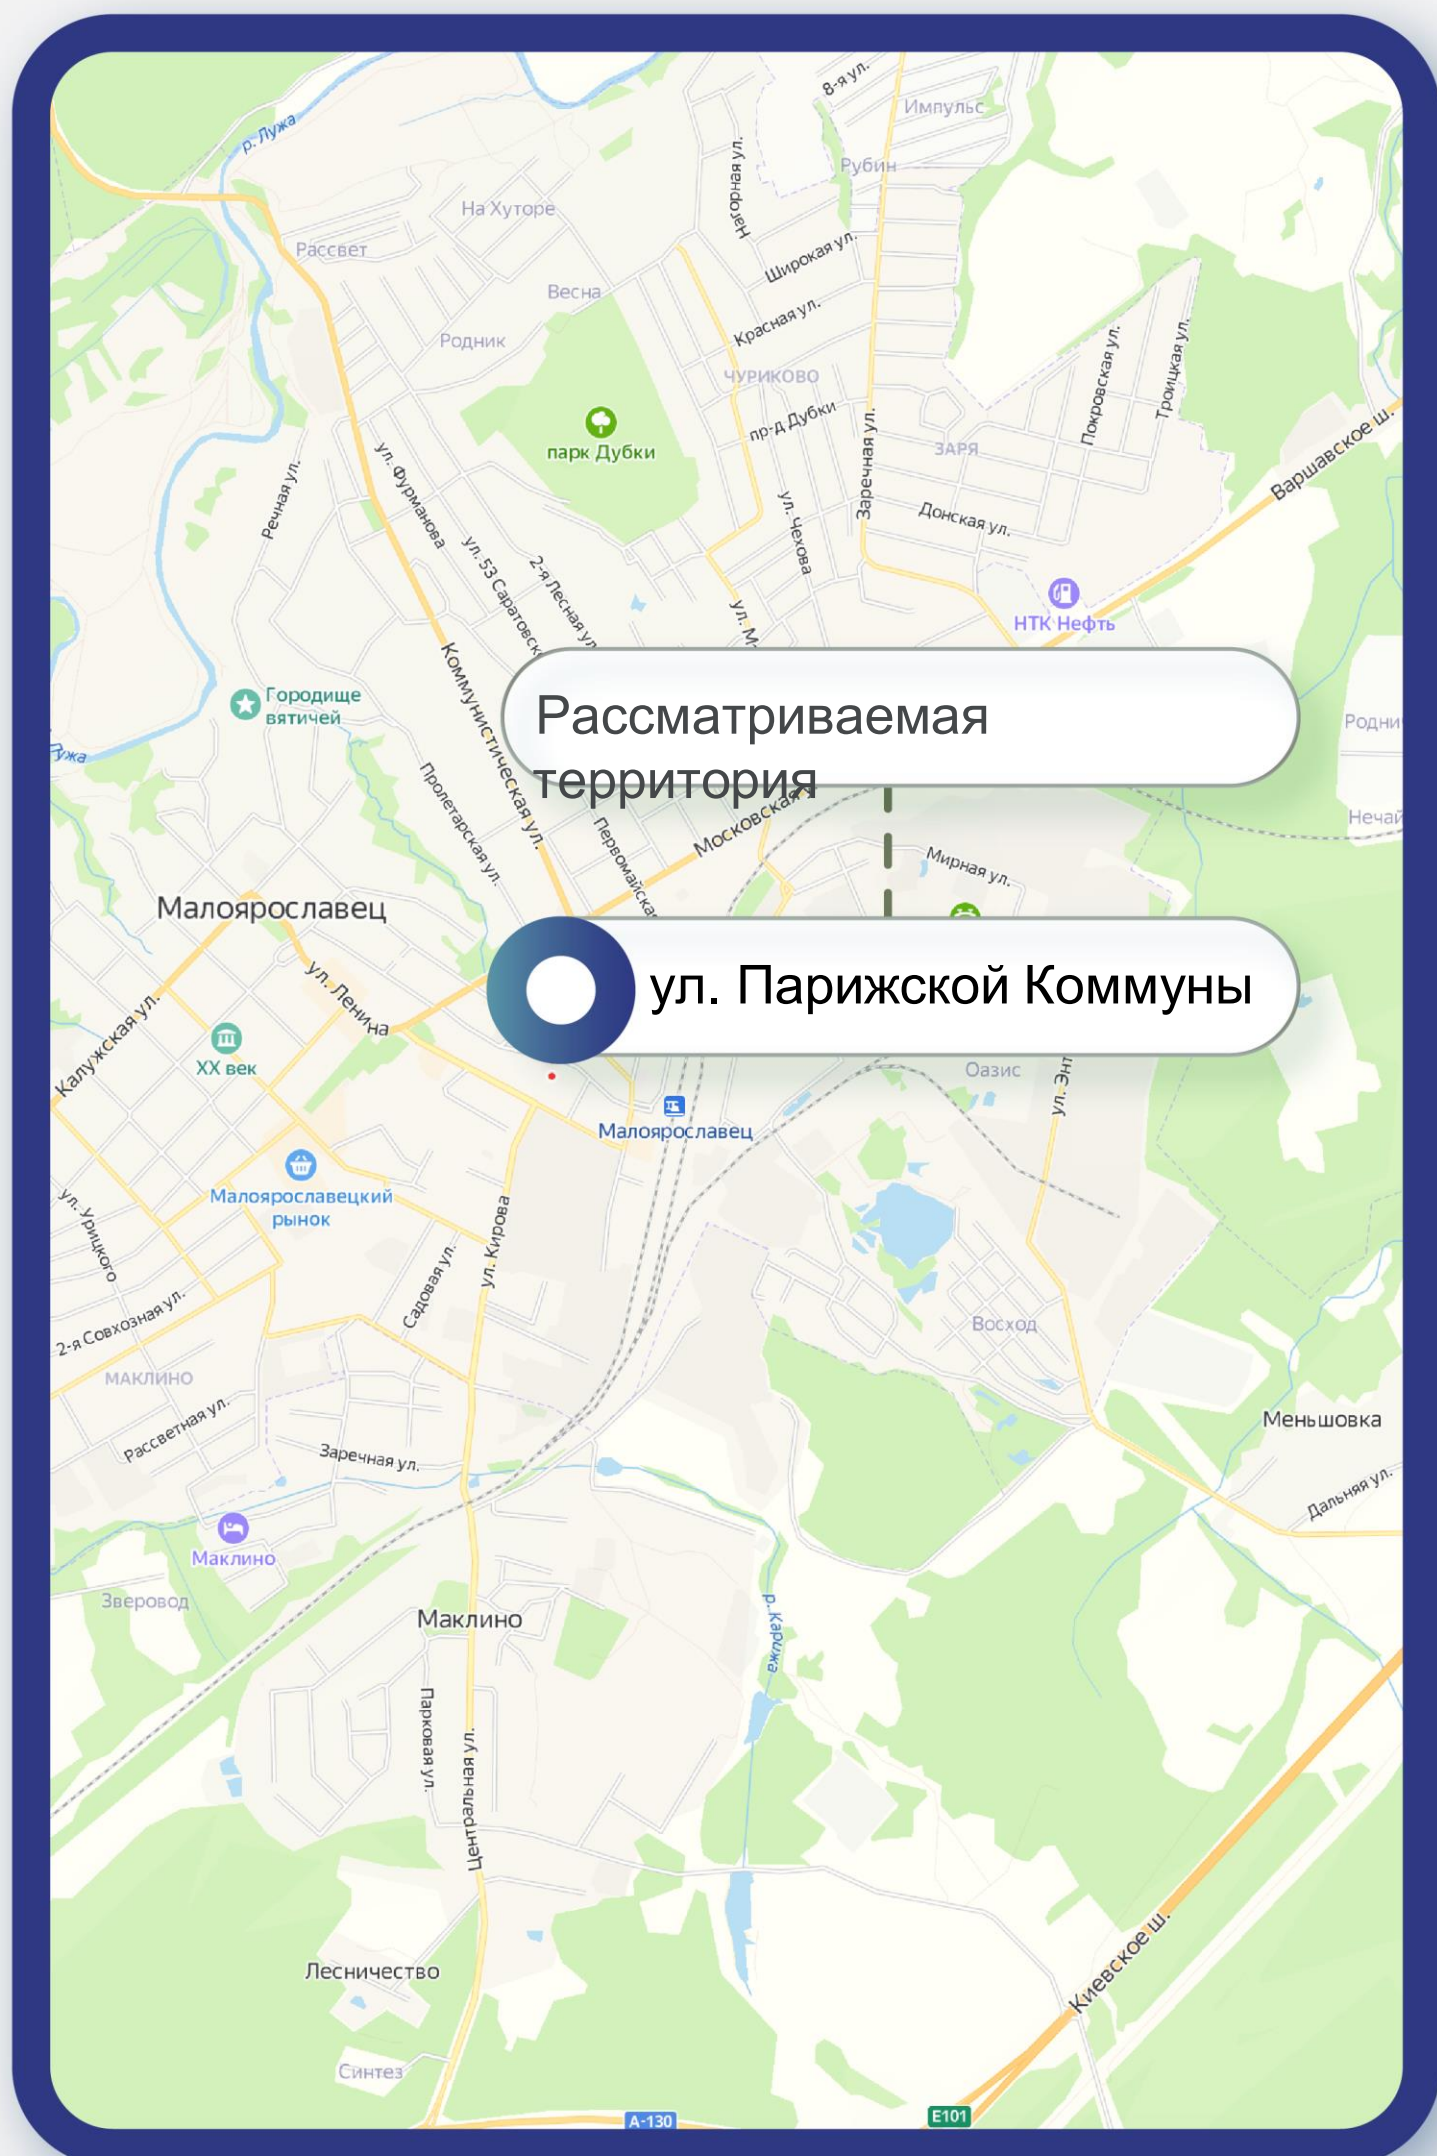 8-я ул.
Импульс
р. Лужа
Рубин
Нагорная ул.
На Хуторе
Рассвет
Широкая ул.
Весна
Красная ул.
Родник
Покровская ул.
Троицкая ул.
ЧУРИКОВО
пр-д Дубки
Варшавское ш.
парк Дубки
ЗАРЯ
Заречная ул.
ул. Фурманова
Речная ул.
Донская ул.
ул. Чехова
ул. 53 Саратовск
2-я Лесная ул
НТК Нефть
ул. М
Городище
вятичей
Коммунистическая ул.
Рассматриваемая
территория
Родни
Лужа
Пролетарская ул.
Первомайская
Московская
Нечай
Мирная ул.
Малоярославец
ул. Парижской Коммуны
ул. Ленина
Калужская ул.
XX век
Оазис
ул. Энт
Малоярославец
Малоярославецкий
рынок
ул. Урицкого
ул. Кирова
Садовая ул.
2-я Совхозная ул.
Восход
МАКЛИНО
Рассветная ул.
Меньшовка
Заречная ул.
Дальняя ул.
Маклино
Зверовод
Маклино
р. Карижа
Парковая ул.
Центральная ул.
Киевское ш.
Лесничество
Синтез
А-130
E101